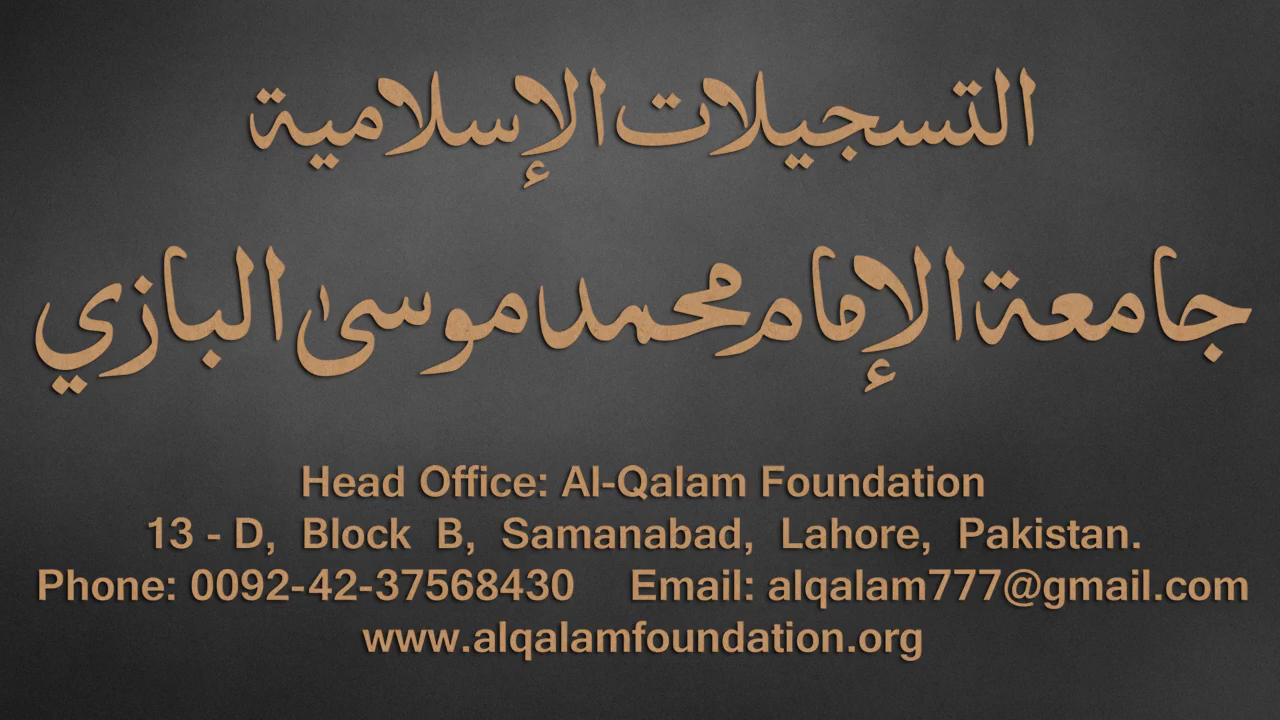 التسجيلات الإسلامية
جامعة الإمام محمد موسىٰ البازي
Head Office: Al-Qalam Foundation
13 - D, Block B, Samanabad, Lahore, Pakistan.
Phone: 0092-42-37568430 Email: alqalam777@gmail.com
www.alqalamfoundation.org